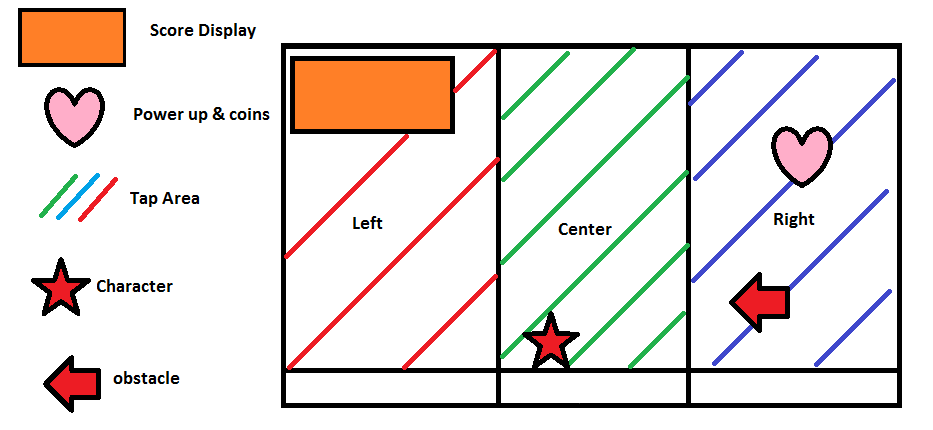 Score Display
Power up & coins
Tap Area
Character
obstacle
Left
Center
Right